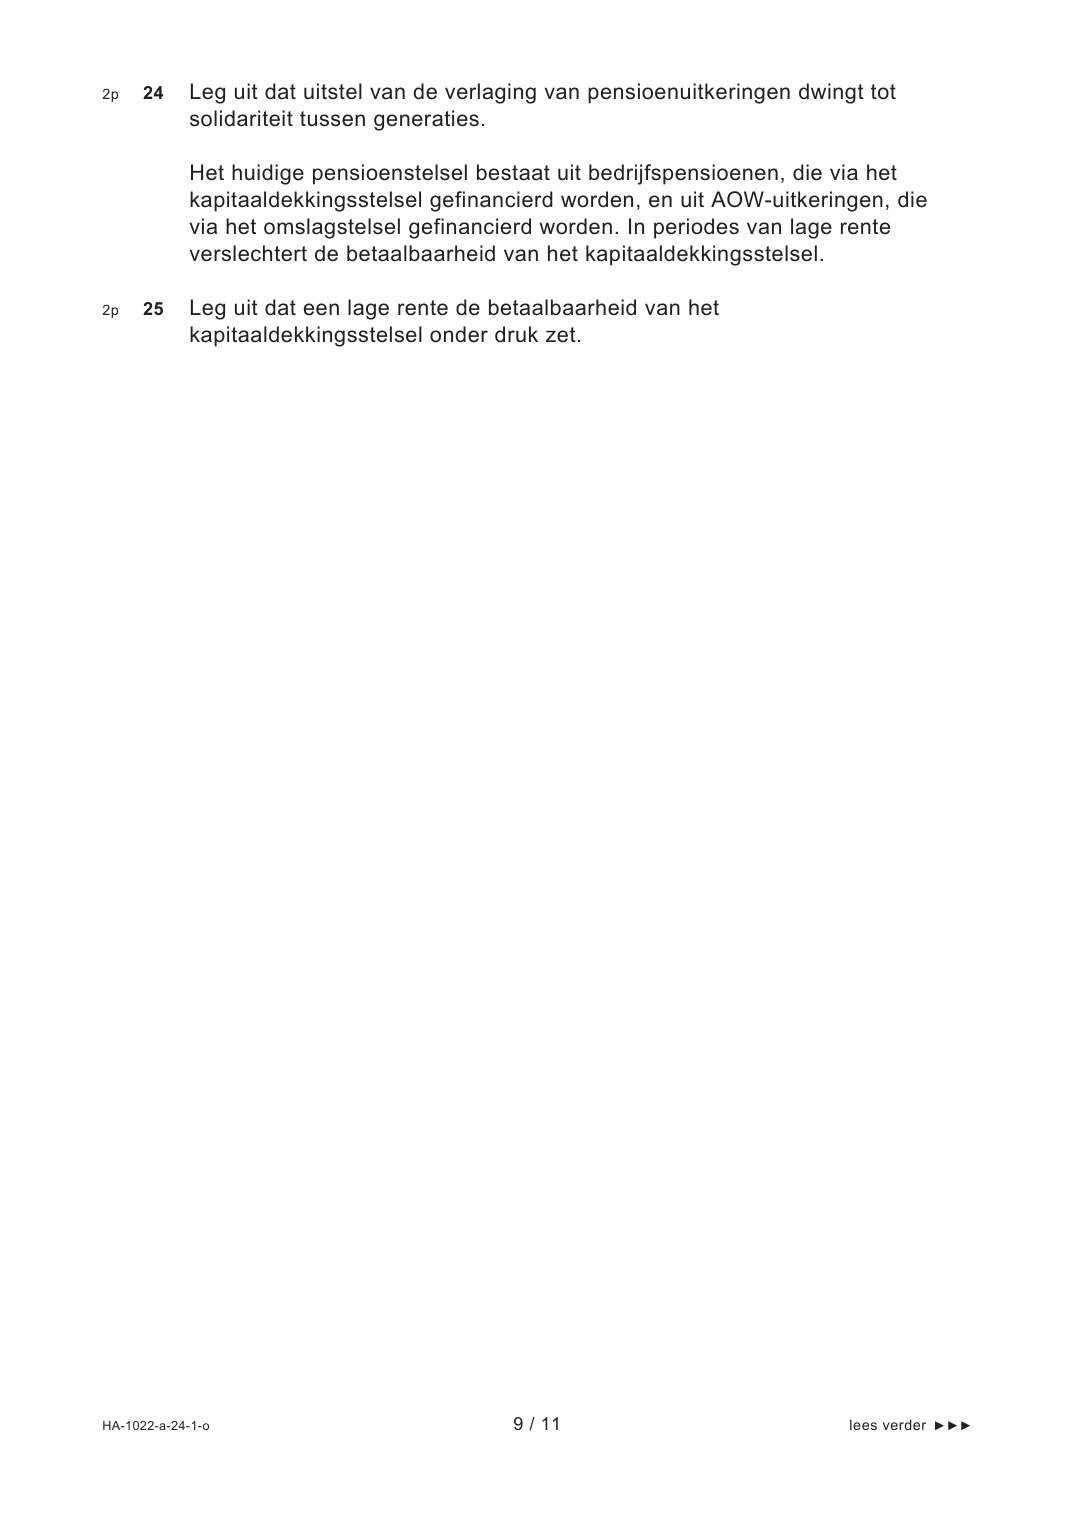 2p 24 Leg uit dat uitstel van de verlaging van pensioenuitkeringen dwingt tot
solidariteit tussen generaties.
Het huidige pensioenstelsel bestaat uit bedrijfspensioenen, die via het
kapitaaldekkingsstelsel gefinancierd worden, en uit AOW-uitkeringen, die
via het omslagstelsel gefinancierd worden. In periodes van lage rente
verslechtert de betaalbaarheid van het kapitaaldekkingsstelsel.
2p 25 Leg uit dat een lage rente de betaalbaarheid van het
kapitaaldekkingsstelsel onder druk zet.
HA-1022-a-24-1-o 9 / 11 lees verder ►►►